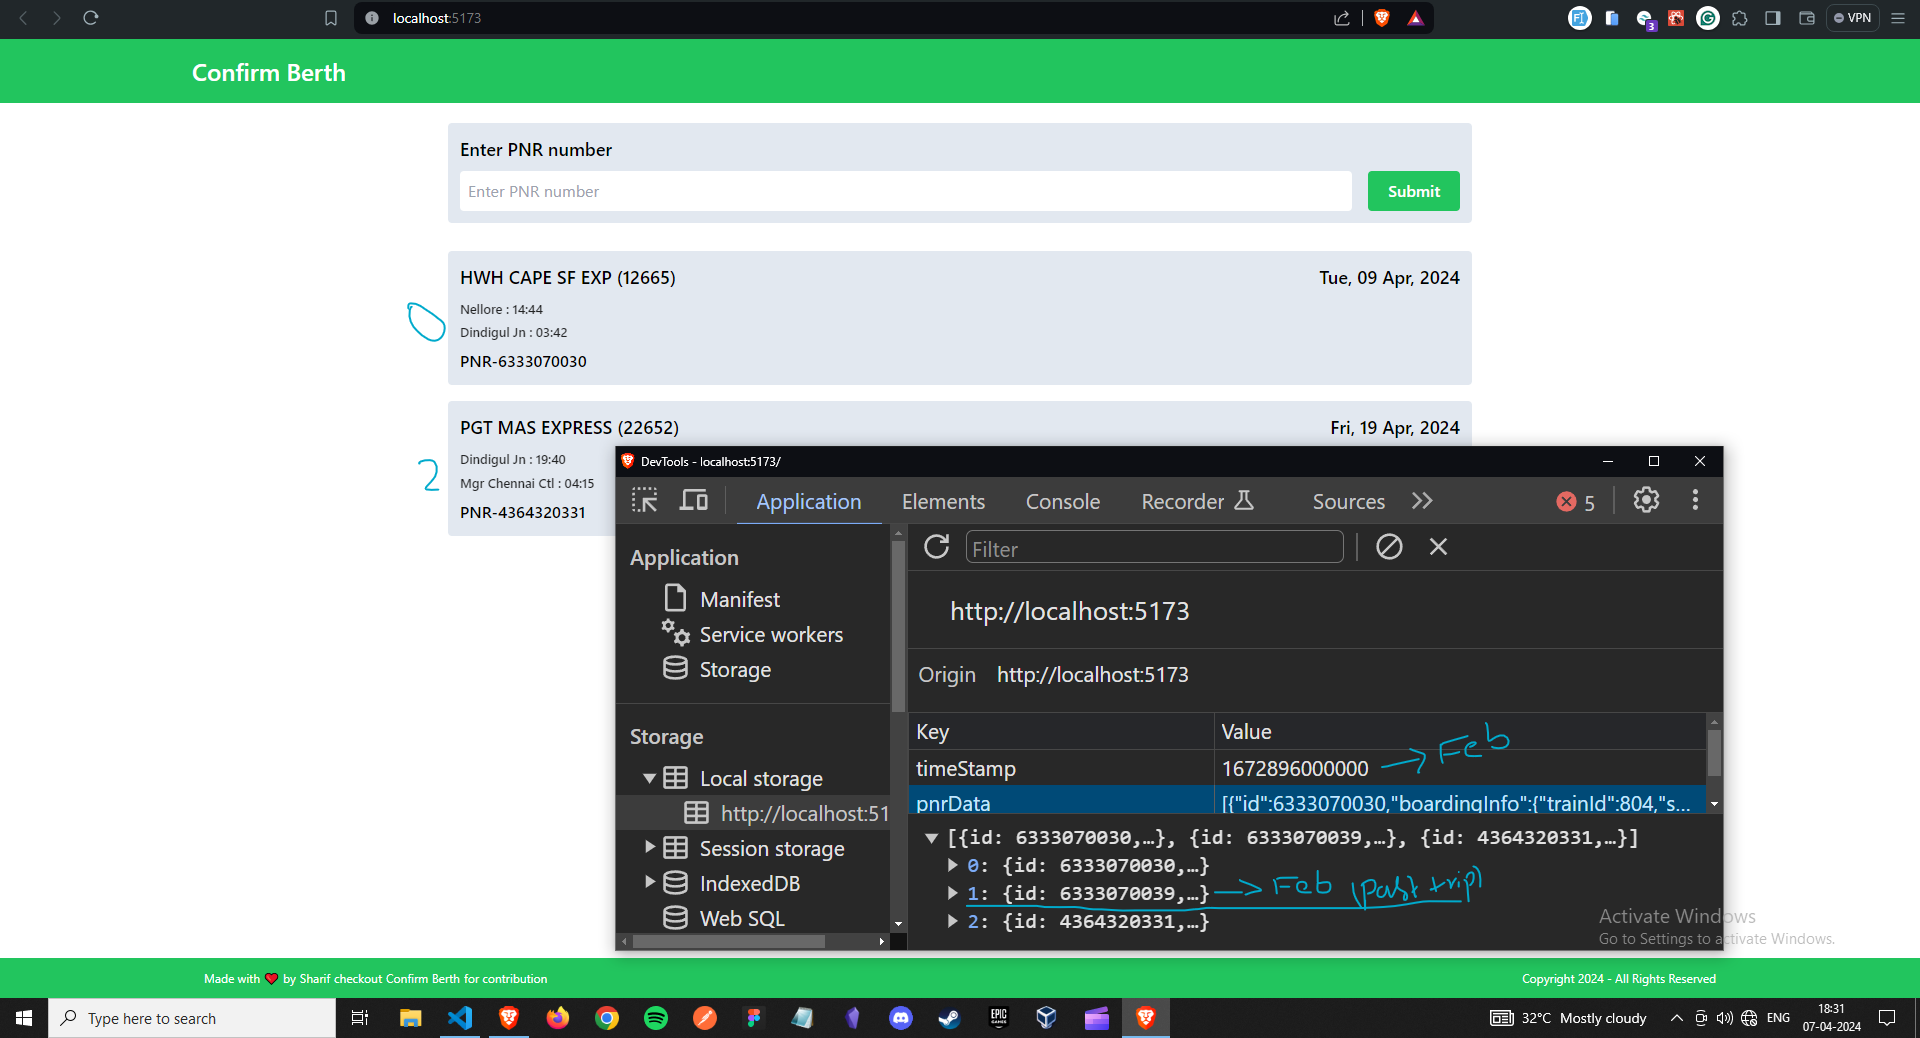 localhost:5173
3
VPN
Confirm Berth
Enter PNR number
Enter PNR number
Submit
HWH CAPE SF EXP (12665)
Tue, 09 Apr, 2024
Nellore : 14:44
Dindigul Jn : 03:42
PNR-6333070030
0
PGT MAS EXPRESS (22652)
Fri, 19 Apr, 2024
Dindigul Jn : 19:40
Mgr Chennai Ctl : 04:15
PNR-4364320331
2
DevTools - localhost:5173/
Application
Elements
Console
Recorder
Sources
5
Application
Manifest
Service workers
Storage
Storage
Local storage
http://localhost:51
Session storage
IndexedDB
Web SQL
Filter
http://localhost:5173
Origin http://localhost:5173
Key Value
timeStamp 1672896000000 → Feb
pnrData [{"id":6333070030,"boardingInfo":{"trainId":804,"s...
[{id: 6333070030,…}, {id: 6333070039,…}, {id: 4364320331,…}]
0: {id: 6333070030,…}
1: {id: 6333070039,…} → Feb (past trip)
2: {id: 4364320331,…}
Activate Windows
Go to Settings to activate Windows.
Made with ❤ by Sharif checkout Confirm Berth for contribution
Copyright 2024 - All Rights Reserved
Type here to search
EPIC GAMES
32°C Mostly cloudy
ENG
18:31
07-04-2024